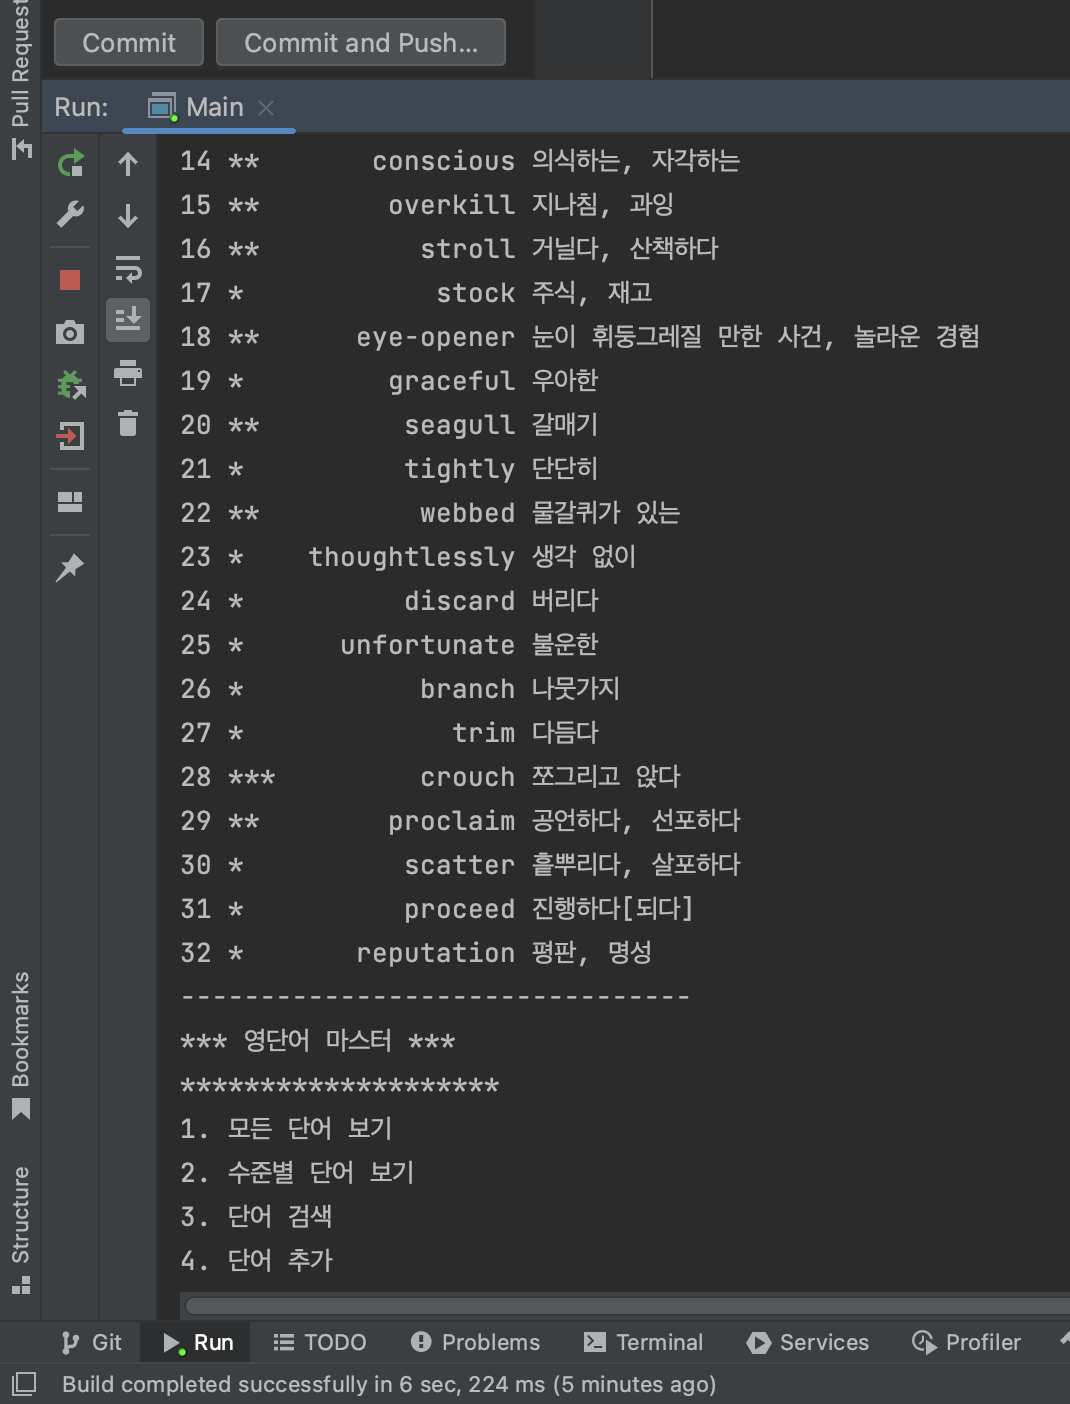 Commit
Commit and Push...
Pull Request
Run:
Main
14 ** conscious 의식하는, 자각하는
15 ** overkill 지나침, 과잉
16 ** stroll 거닐다, 산책하다
17 * stock 주식, 재고
18 ** eye-opener 눈이 휘둥그레질 만한 사건, 놀라운 경험
19 * graceful 우아한
20 ** seagull 갈매기
21 * tightly 단단히
22 ** webbed 물갈퀴가 있는
23 * thoughtlessly 생각 없이
24 * discard 버리다
25 * unfortunate 불운한
26 * branch 나뭇가지
27 * trim 다듬다
28 *** crouch 쪼그리고 앉다
29 ** proclaim 공언하다, 선포하다
30 * scatter 흩뿌리다, 살포하다
31 * proceed 진행하다[되다]
32 * reputation 평판, 명성
--------------------------------
*** 영단어 마스터 ***
********************
1. 모든 단어 보기
2. 수준별 단어 보기
3. 단어 검색
4. 단어 추가
Bookmarks
Structure
Git
Run
TODO
Problems
Terminal
Services
Profiler
Build completed successfully in 6 sec, 224 ms (5 minutes ago)